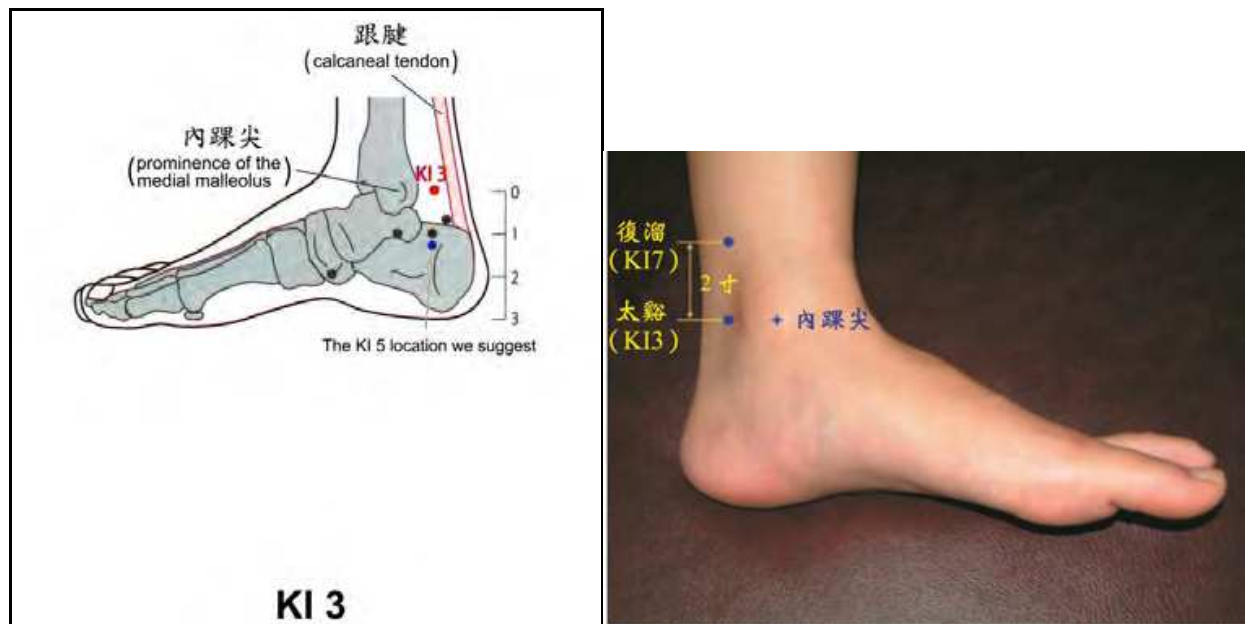 跟腱
(calcaneal tendon)
內踝尖
(prominence of the
medial malleolus)
KI 3
0
1
2
3
The KI 5 location we suggest
KI 3
復溜
(KI7)
2寸
太谿
(KI3)
內踝尖